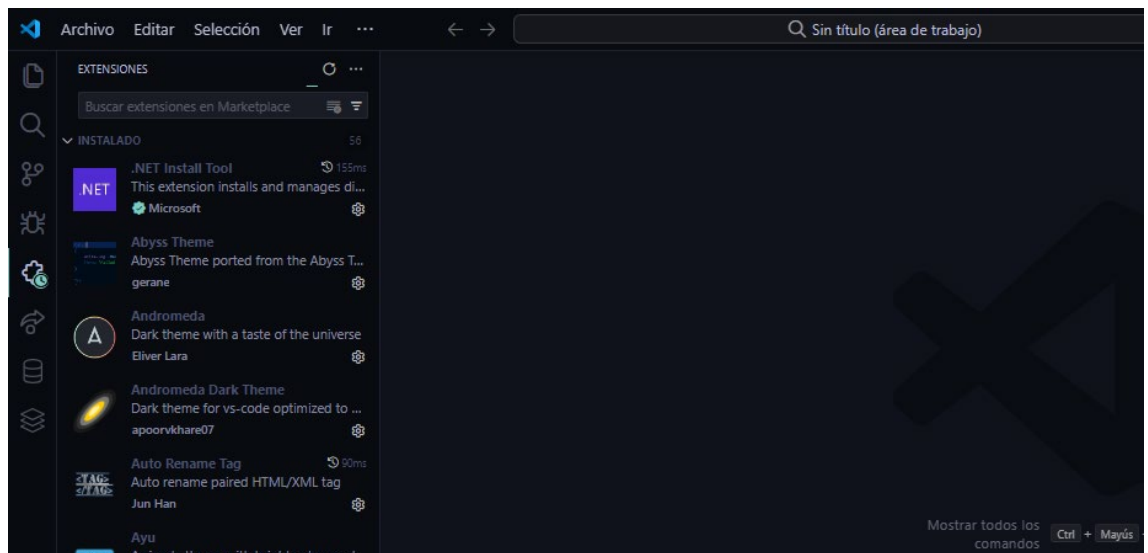 Archivo Editar Selección Ver Ir ··· Sin título (área de trabajo)
EXTENSIONES
Buscar extensiones en Marketplace
INSTALADO 56
.NET Install Tool 155ms
.NET
This extension installs and manages di...
Microsoft
Abyss Theme
Abyss Theme ported from the Abyss T...
gerane
Andromeda
Dark theme with a taste of the universe
Eliver Lara
Andromeda Dark Theme
Dark theme for vs-code optimized to ...
apoorvkhare07
Auto Rename Tag 90ms
<TAG>
</TAG>
Auto rename paired HTML/XML tag
Jun Han
Ayu
Mostrar todos los
comandos Ctrl + Mayús +